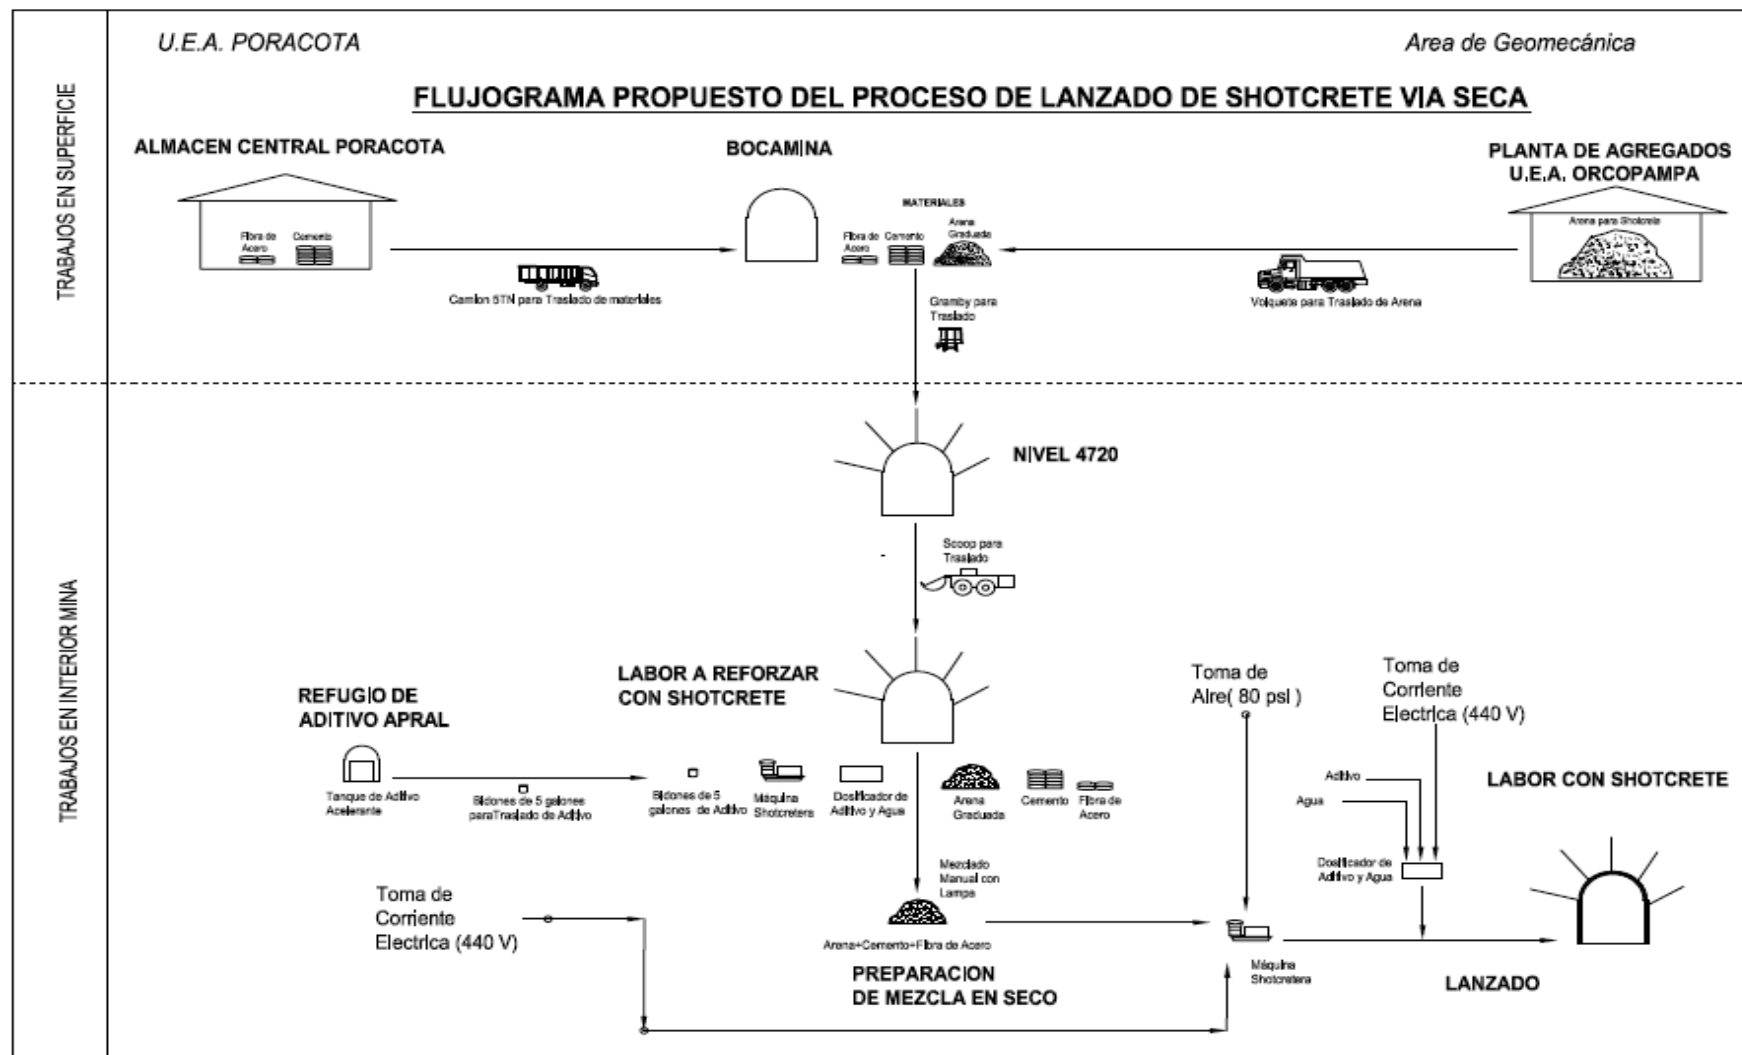 U.E.A. PORACOTA
Area de Geomecánica
FLUJOGRAMA PROPUESTO DEL PROCESO DE LANZADO DE SHOTCRETE VIA SECA
TRABAJOS EN SUPERFICIE
ALMACEN CENTRAL PORACOTA
BOCAMINA
PLANTA DE AGREGADOS
U.E.A. ORCOPAMPA
Fibra de
Acero
Cemento
MATERIALES
Fibra de
Acero
Cemento
Arena
Graduada
Arena para Shotcrete
Camion 5TN para Traslado de materiales
Gramby para
Traslado
Volquete para Traslado de Arena
TRABAJOS EN INTERIOR MINA
NIVEL 4720
Scoop para
Traslado
REFUGIO DE
ADITIVO APRAL
LABOR A REFORZAR
CON SHOTCRETE
Toma de
Aire( 80 psi )
Toma de
Corriente
Electrica (440 V)
Tanque de Aditivo
Acelerante
Bidones de 5 galones
paraTraslado de Aditivo
Bidones de 5
galones de Aditivo
Máquina
Shotcretera
Dosificador de
Aditivo y Agua
Arena
Graduada
Cemento
Fibra de
Acero
Aditivo
Agua
LABOR CON SHOTCRETE
Dosificador de
Aditivo y Agua
Mezclado
Manual con
Lampa
Toma de
Corriente
Electrica (440 V)
Arena+Cemento+Fibra de Acero
PREPARACION
DE MEZCLA EN SECO
Máquina
Shotcretera
LANZADO